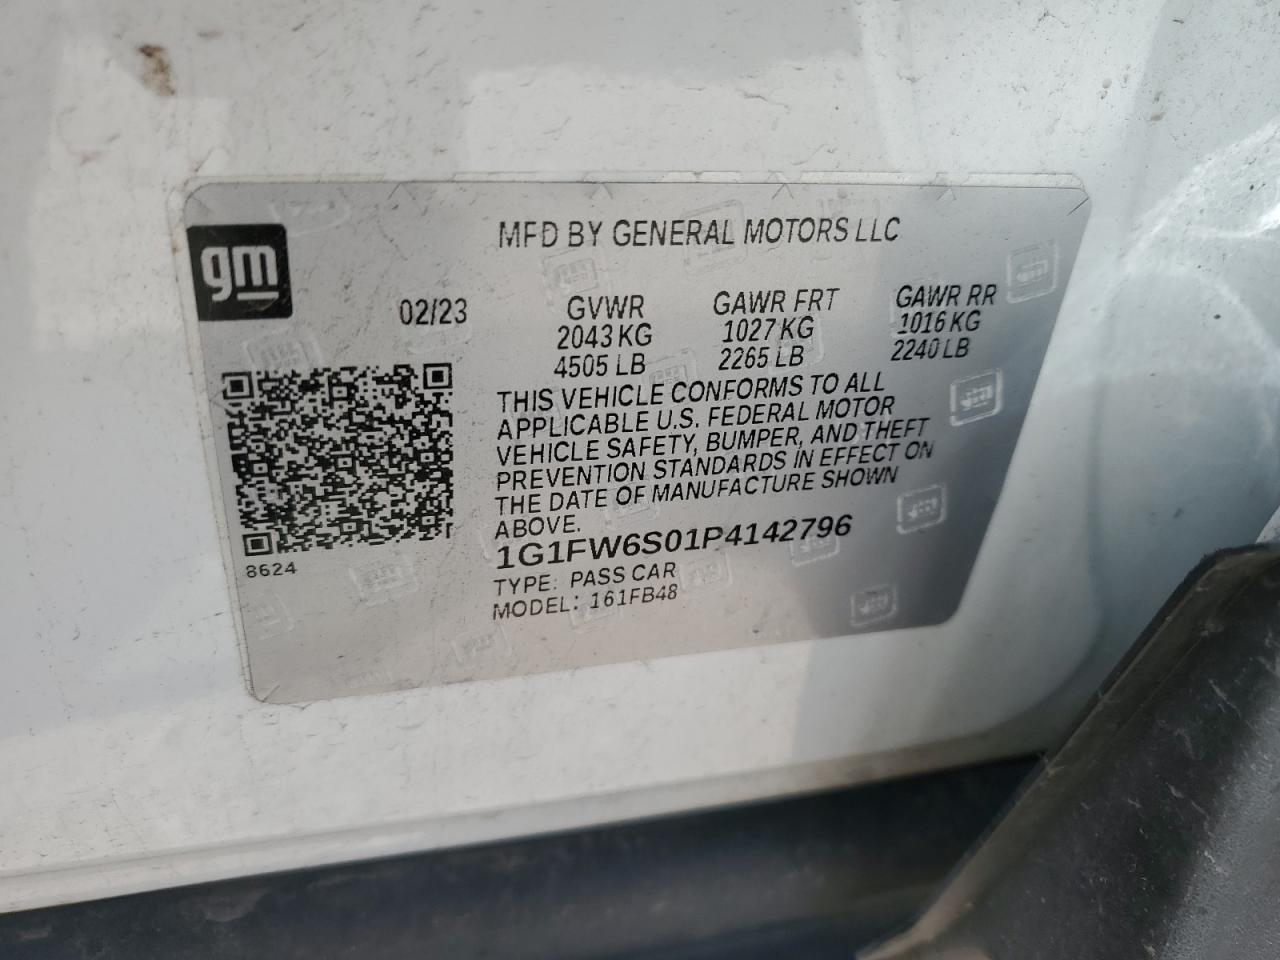 gm
MFD BY GENERAL MOTORS LLC
02/23 GVWR GAWR FRT GAWR RR
2043 KG 1027 KG 1016 KG
4505 LB 2265 LB 2240 LB
THIS VEHICLE CONFORMS TO ALL
APPLICABLE U.S. FEDERAL MOTOR
VEHICLE SAFETY, BUMPER, AND THEFT
PREVENTION STANDARDS IN EFFECT ON
THE DATE OF MANUFACTURE SHOWN
ABOVE.
1G1FW6S01P4142796
TYPE: PASS CAR
MODEL: 161FB48
8624